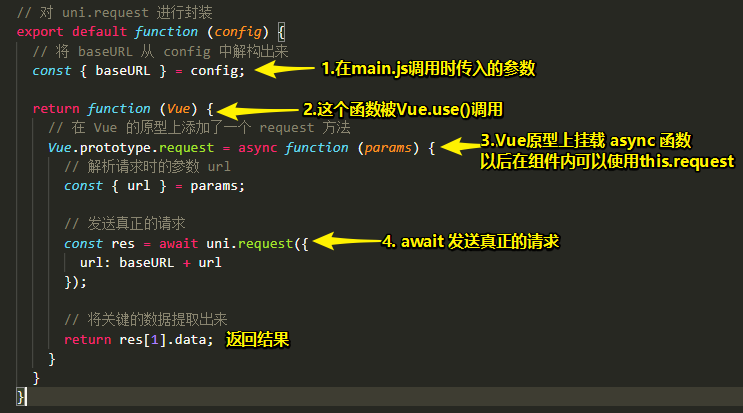 // 对 uni.request 进行封装
export default function (config) {
// 将 baseURL 从 config 中解构出来
const { baseURL } = config; 1.在main.js调用时传入的参数
return function (Vue) { 2.这个函数被Vue.use()调用
// 在 Vue 的原型上添加了一个 request 方法
Vue.prototype.request = async function (params) { 3.Vue原型上挂载 async 函数
以后在组件内可以使用this.request
// 解析请求时的参数 url
const { url } = params;
// 发送真正的请求
const res = await uni.request({ 4. await 发送真正的请求
url: baseURL + url
});
// 将关键的数据提取出来
return res[1].data; 返回结果
}
}
}